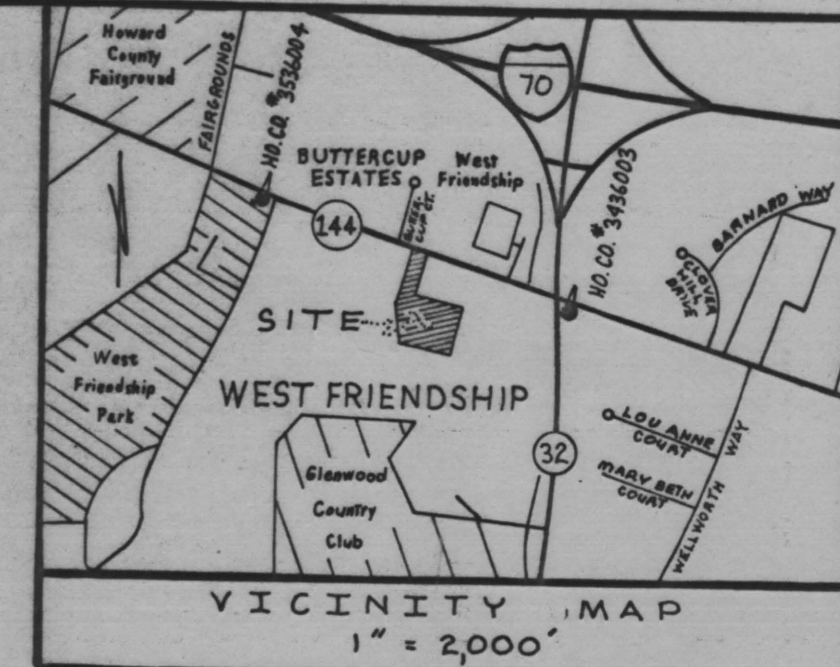 Howard
County
Fairground
FAIRGROUNDS
HO. CO. #3536004
70
BUTTERCUP
ESTATES
BUTTER-
CUP CT.
West
Friendship
144
HO. CO. #3436003
BARNARD WAY
CLOVER
HILL
DRIVE
SITE
West
Friendship
Park
WEST FRIENDSHIP
LOU ANNE
COURT
32
MARY BETH
COURT
WELLWORTH WAY
Glenwood
Country
Club
VICINITY MAP
1" = 2,000'